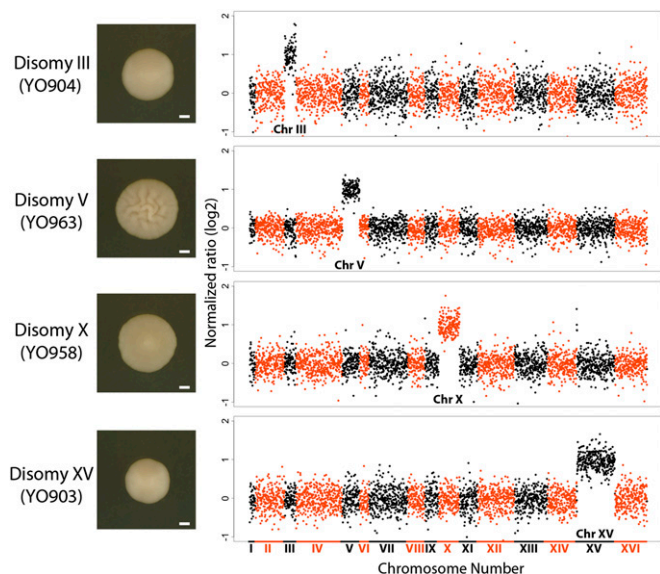 Disomy III
(YO904)
2
1
0
-1
Chr III
Disomy V
(YO963)
2
1
0
-1
Chr V
Normalized ratio (log2)
Disomy X
(YO958)
2
1
0
-1
Chr X
Disomy XV
(YO903)
2
1
0
-1
Chr XV
I II III IV V VI VII VIII IX X XI XII XIII XIV XV XVI
Chromosome Number